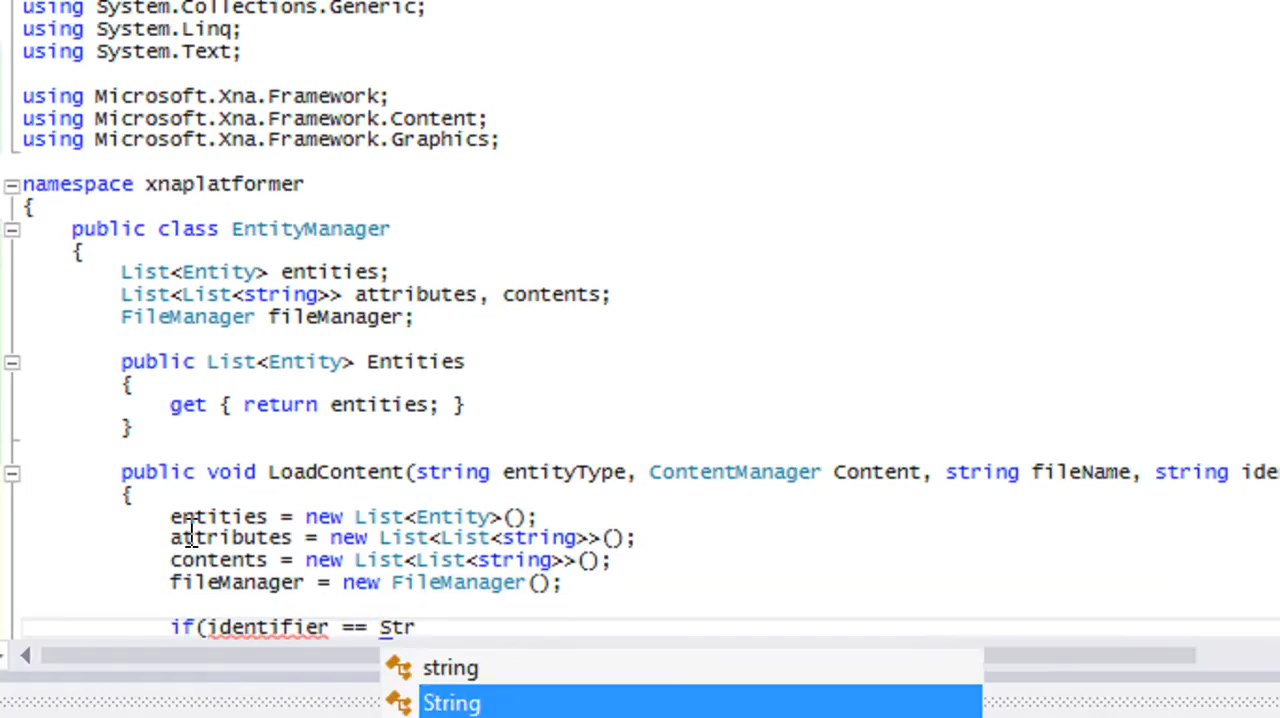 using System.Collections.Generic;
using System.Linq;
using System.Text;
using Microsoft.Xna.Framework;
using Microsoft.Xna.Framework.Content;
using Microsoft.Xna.Framework.Graphics;
namespace xnaplatformer
{
public class EntityManager
{
List<Entity> entities;
List<List<string>> attributes, contents;
FileManager fileManager;
public List<Entity> Entities
{
get { return entities; }
}
public void LoadContent(string entityType, ContentManager Content, string fileName, string ide
{
entities = new List<Entity>();
attributes = new List<List<string>>();
contents = new List<List<string>>();
fileManager = new FileManager();
if(identifier == Str
string
String